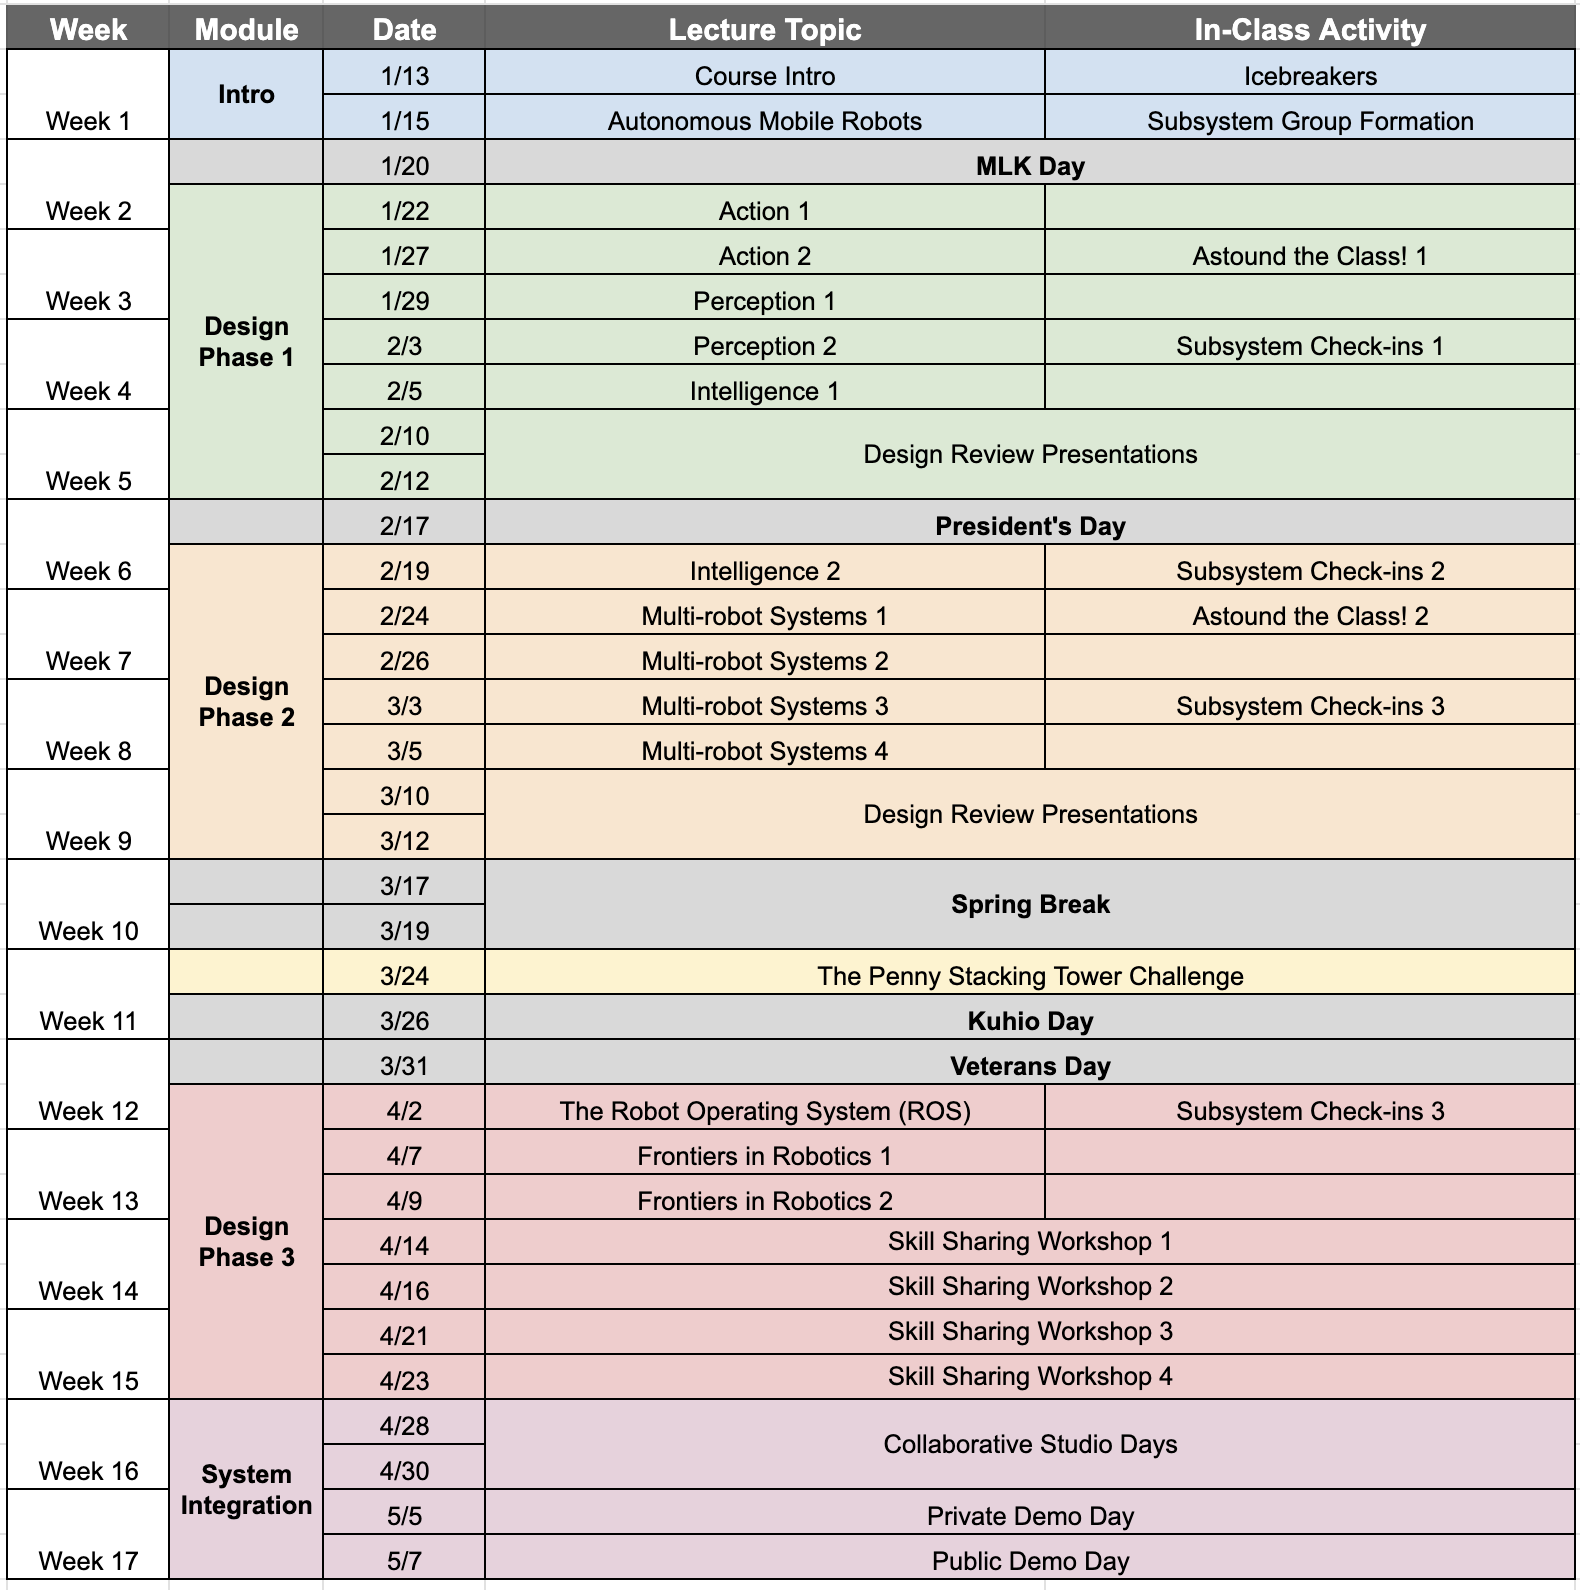 Week Module Date Lecture Topic In-Class Activity
Week 1 Intro 1/13 Course Intro Icebreakers
1/15 Autonomous Mobile Robots Subsystem Group Formation
Week 2 1/20 MLK Day
Design Phase 1 1/22 Action 1
Week 3 1/27 Action 2 Astound the Class! 1
1/29 Perception 1
Week 4 2/3 Perception 2 Subsystem Check-ins 1
2/5 Intelligence 1
Week 5 2/10 Design Review Presentations
2/12
Week 6 2/17 President's Day
Design Phase 2 2/19 Intelligence 2 Subsystem Check-ins 2
Week 7 2/24 Multi-robot Systems 1 Astound the Class! 2
2/26 Multi-robot Systems 2
Week 8 3/3 Multi-robot Systems 3 Subsystem Check-ins 3
3/5 Multi-robot Systems 4
Week 9 3/10 Design Review Presentations
3/12
Week 10 3/17 Spring Break
3/19
Week 11 3/24 The Penny Stacking Tower Challenge
3/26 Kuhio Day
Week 12 3/31 Veterans Day
Design Phase 3 4/2 The Robot Operating System (ROS) Subsystem Check-ins 3
Week 13 4/7 Frontiers in Robotics 1
4/9 Frontiers in Robotics 2
Week 14 4/14 Skill Sharing Workshop 1
4/16 Skill Sharing Workshop 2
Week 15 4/21 Skill Sharing Workshop 3
4/23 Skill Sharing Workshop 4
Week 16 System Integration 4/28 Collaborative Studio Days
4/30
Week 17 5/5 Private Demo Day
5/7 Public Demo Day